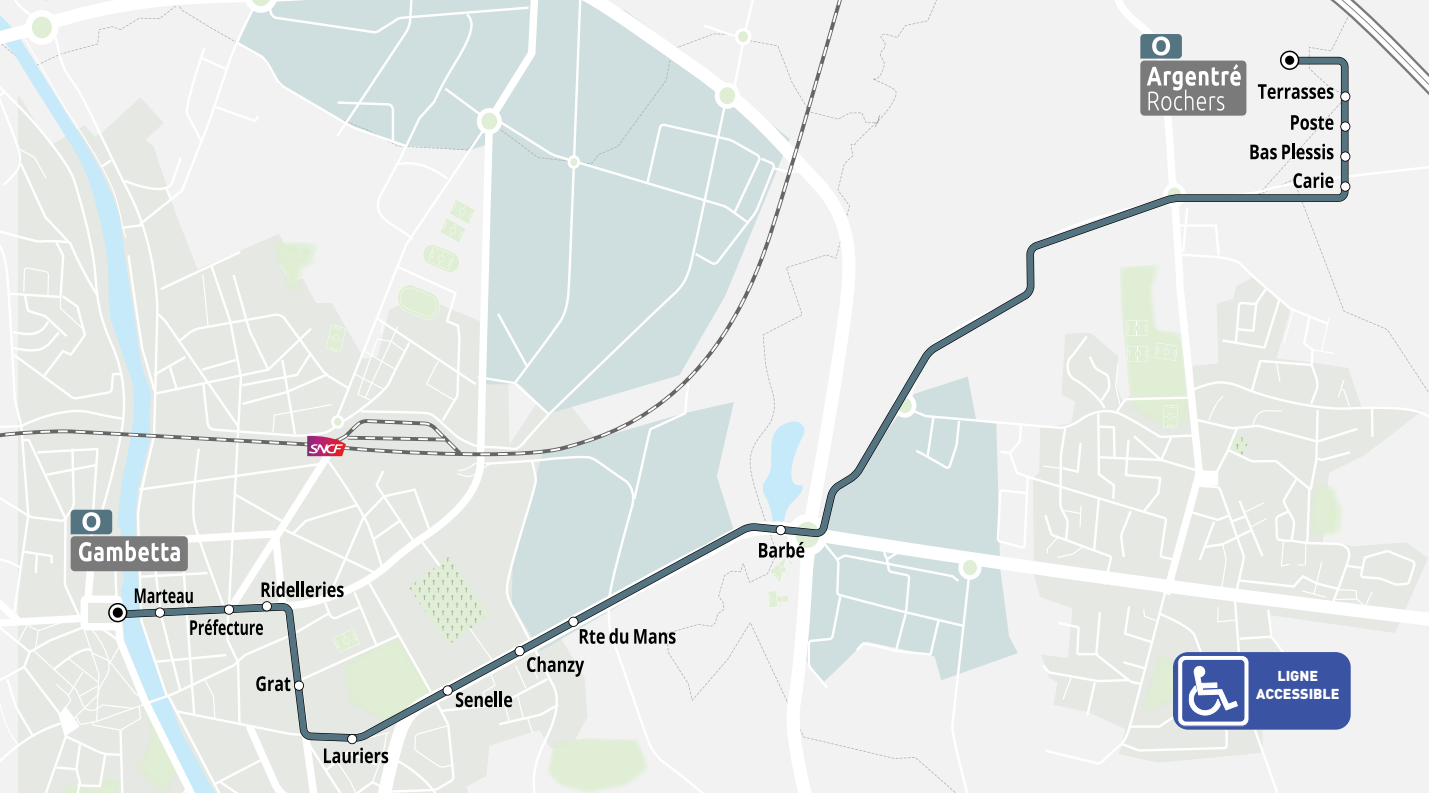 O
Argentré
Rochers
Terrasses
Poste
Bas Plessis
Carie
SNCF
O
Gambetta
Marteau
Préfecture
Ridelleries
Grat
Lauriers
Senelle
Chanzy
Rte du Mans
Barbé
LIGNE
ACCESSIBLE